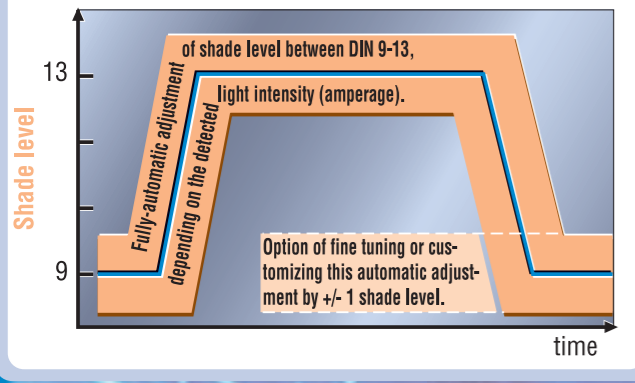 Fully-automatic adjustment
of shade level between DIN 9-13,
depending on the detected
light intensity (amperage).
13
Shade level
9
Option of fine tuning or cus-
tomizing this automatic adjust-
ment by +/- 1 shade level.
time